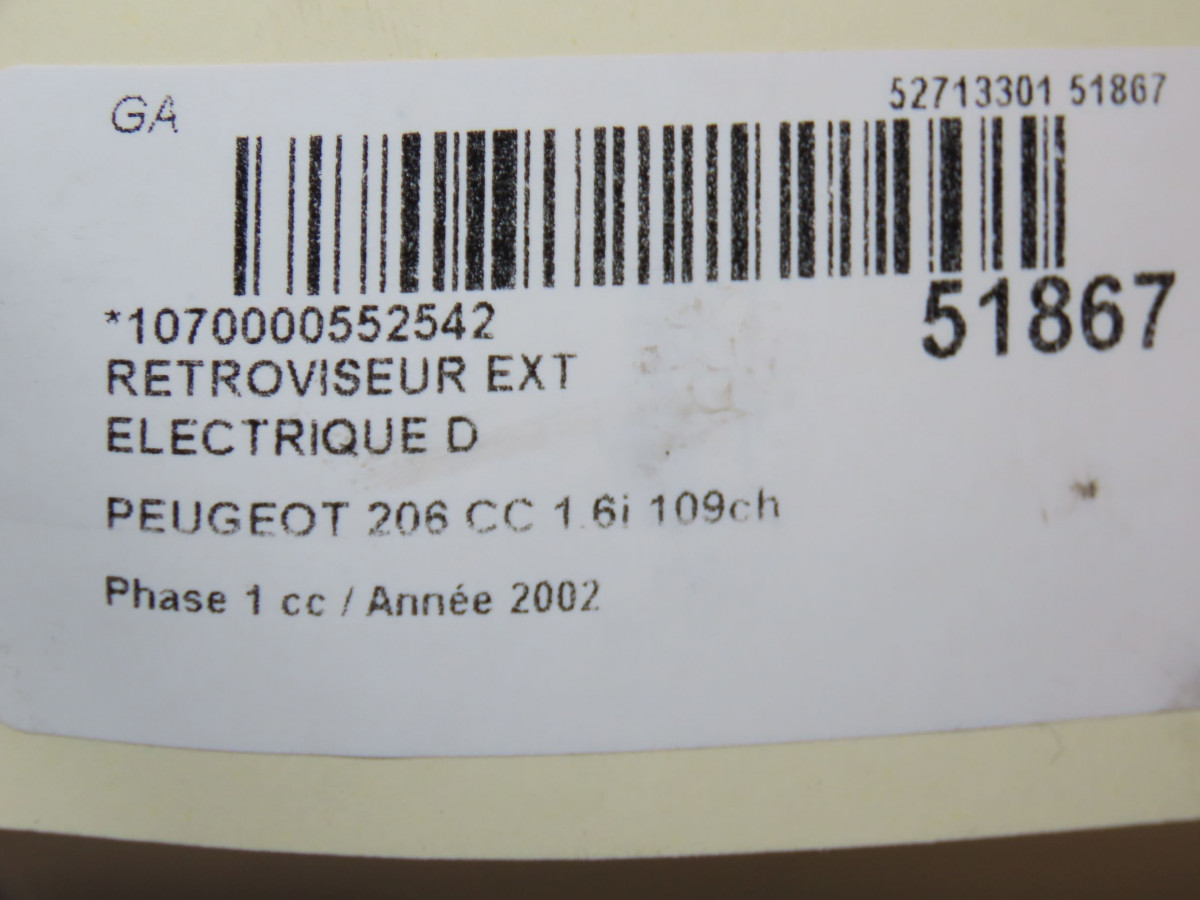 GA
52713301 51867
51867
*1070000552542
RETROVISEUR EXT
ELECTRIQUE D
PEUGEOT 206 CC 1.6i 109ch
Phase 1 cc / Année 2002